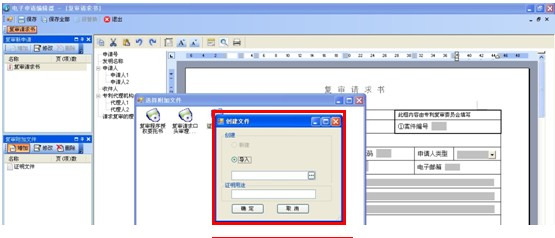 电子申请编辑器 - 复审请求书
保存 保存全部 退出
复审请求书
复审新申请
增加 修改 删除
名称 页(项)数
复审请求书
复审附加文件
增加 修改 删除
名称 页(项)数
证明文件
申请号
发明名称
申请人
申请人1
申请人2
收件人
专利代理机构
代理人1
代理人2
请求复审的理
选择附加文件
复审程序授权委托书
复审请求口头审理
创建文件
创建
新建
导入
证明用途
确 定 取 消
复 审 请 求 书
此框内容由专利复审委员会填写
①案件编号
申请人类型
电子邮箱